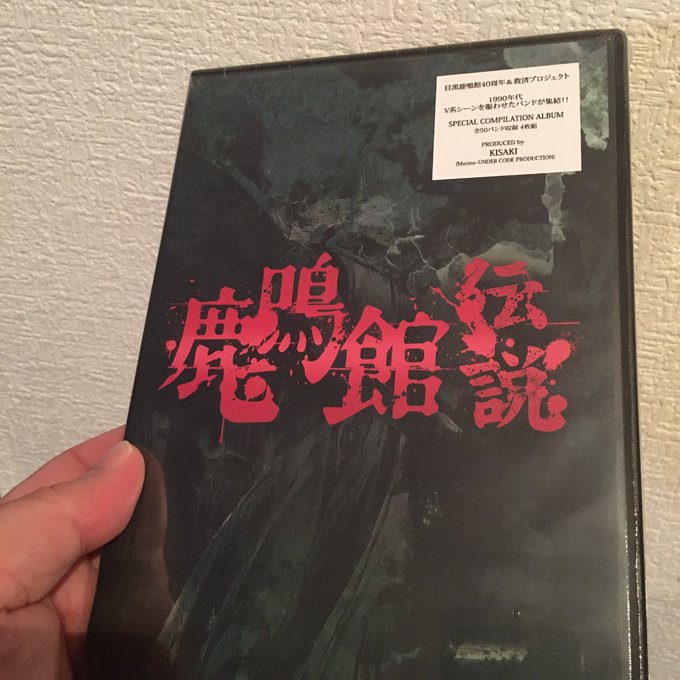 目黒鹿鳴館40周年&救済プロジェクト
1990年代
V系シーンを賑わせたバンドが集結!!
SPECIAL COMPILATION ALBUM
全50バンド収録 4枚組
PRODUCED by
KISAKI
(Matina~UNDER CODE PRODUCTION)
鹿鳴館伝説